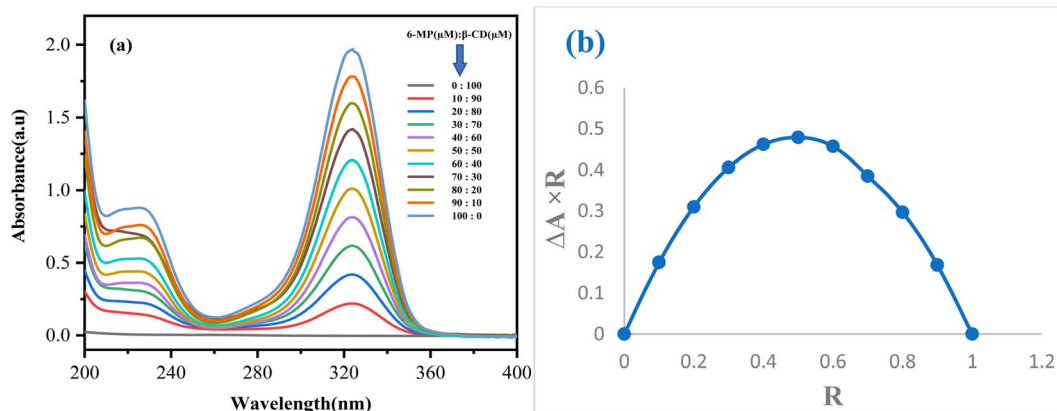 (a)
6-MP(μM):β-CD(μM)
0 : 100
10 : 90
20 : 80
30 : 70
40 : 60
50 : 50
60 : 40
70 : 30
80 : 20
90 : 10
100 : 0
Absorbance(a.u)
2.0
1.5
1.0
0.5
0.0
200
240
280
320
360
400
Wavelength(nm)
(b)
ΔA ×R
0.6
0.5
0.4
0.3
0.2
0.1
0
0
0.2
0.4
0.6
0.8
1
1.2
R